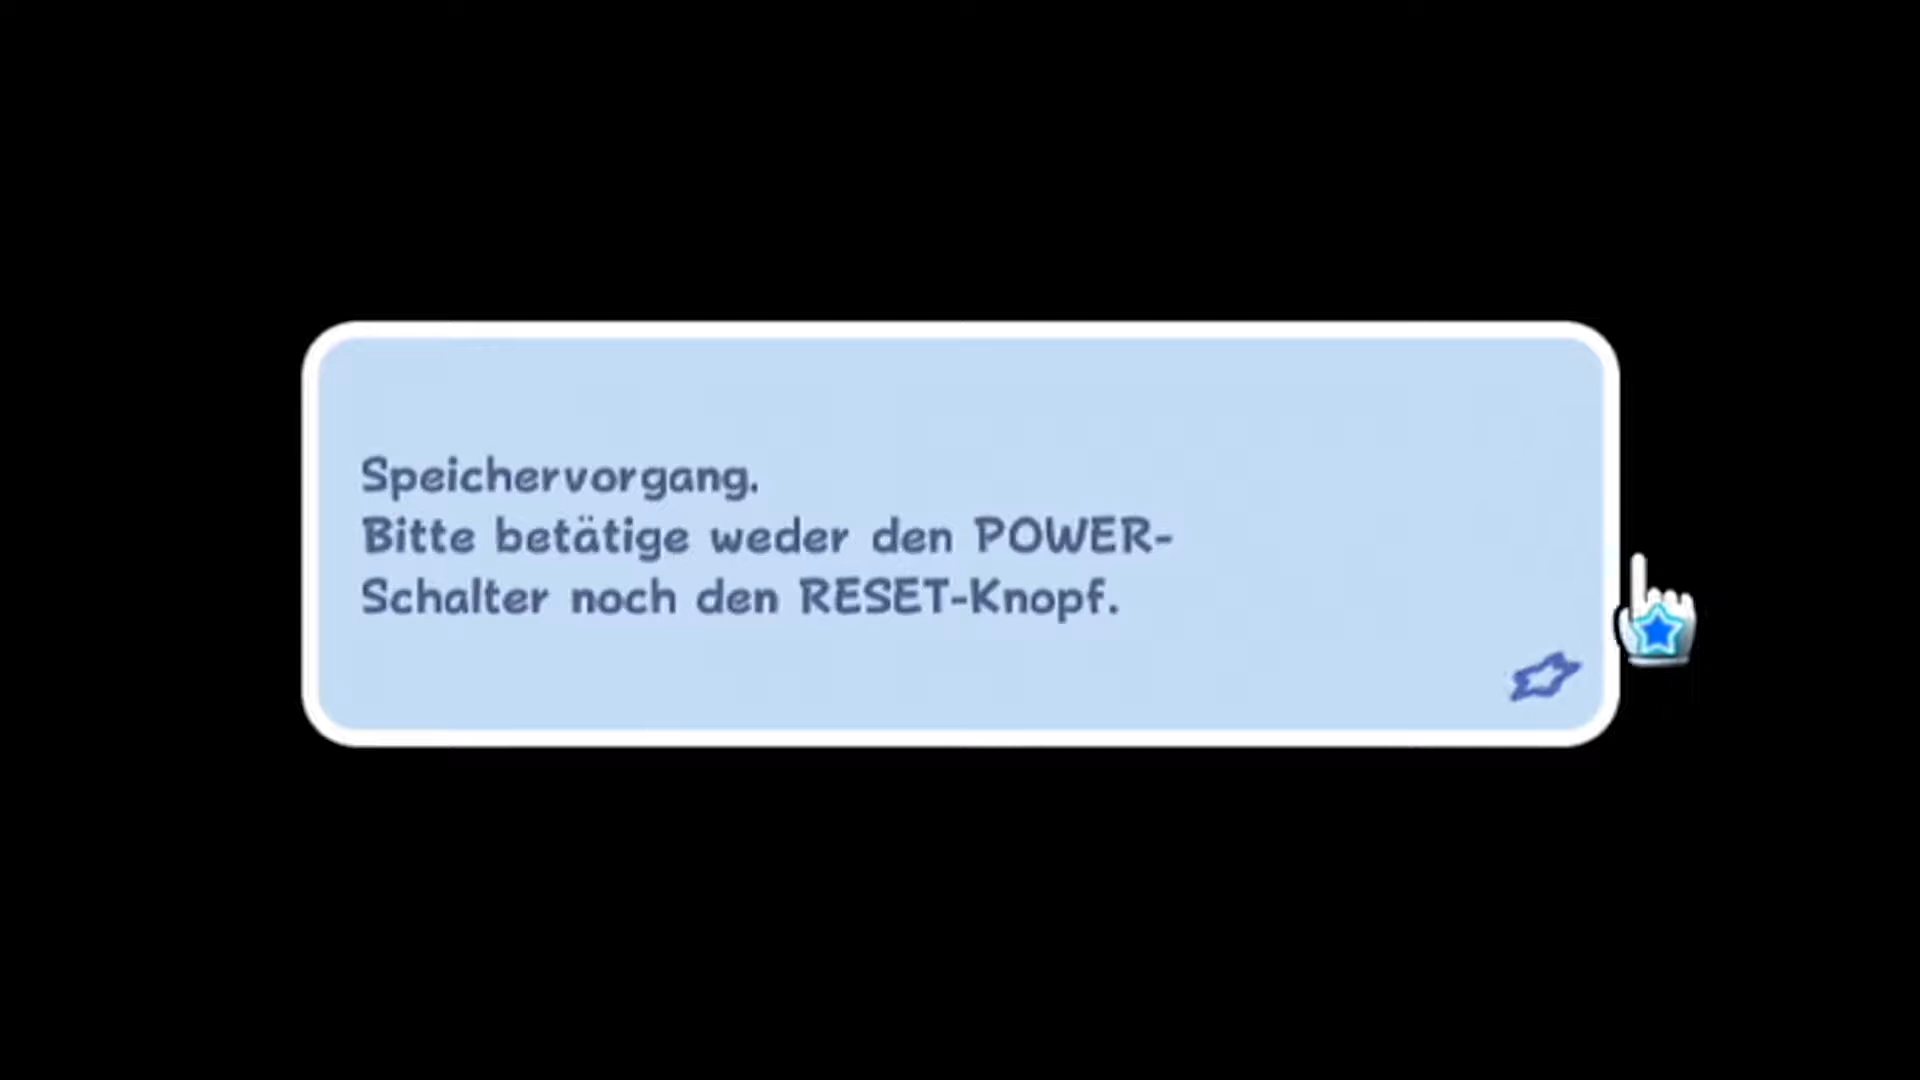 Speichervorgang.
Bitte betätige weder den POWER-
Schalter noch den RESET-Knopf.